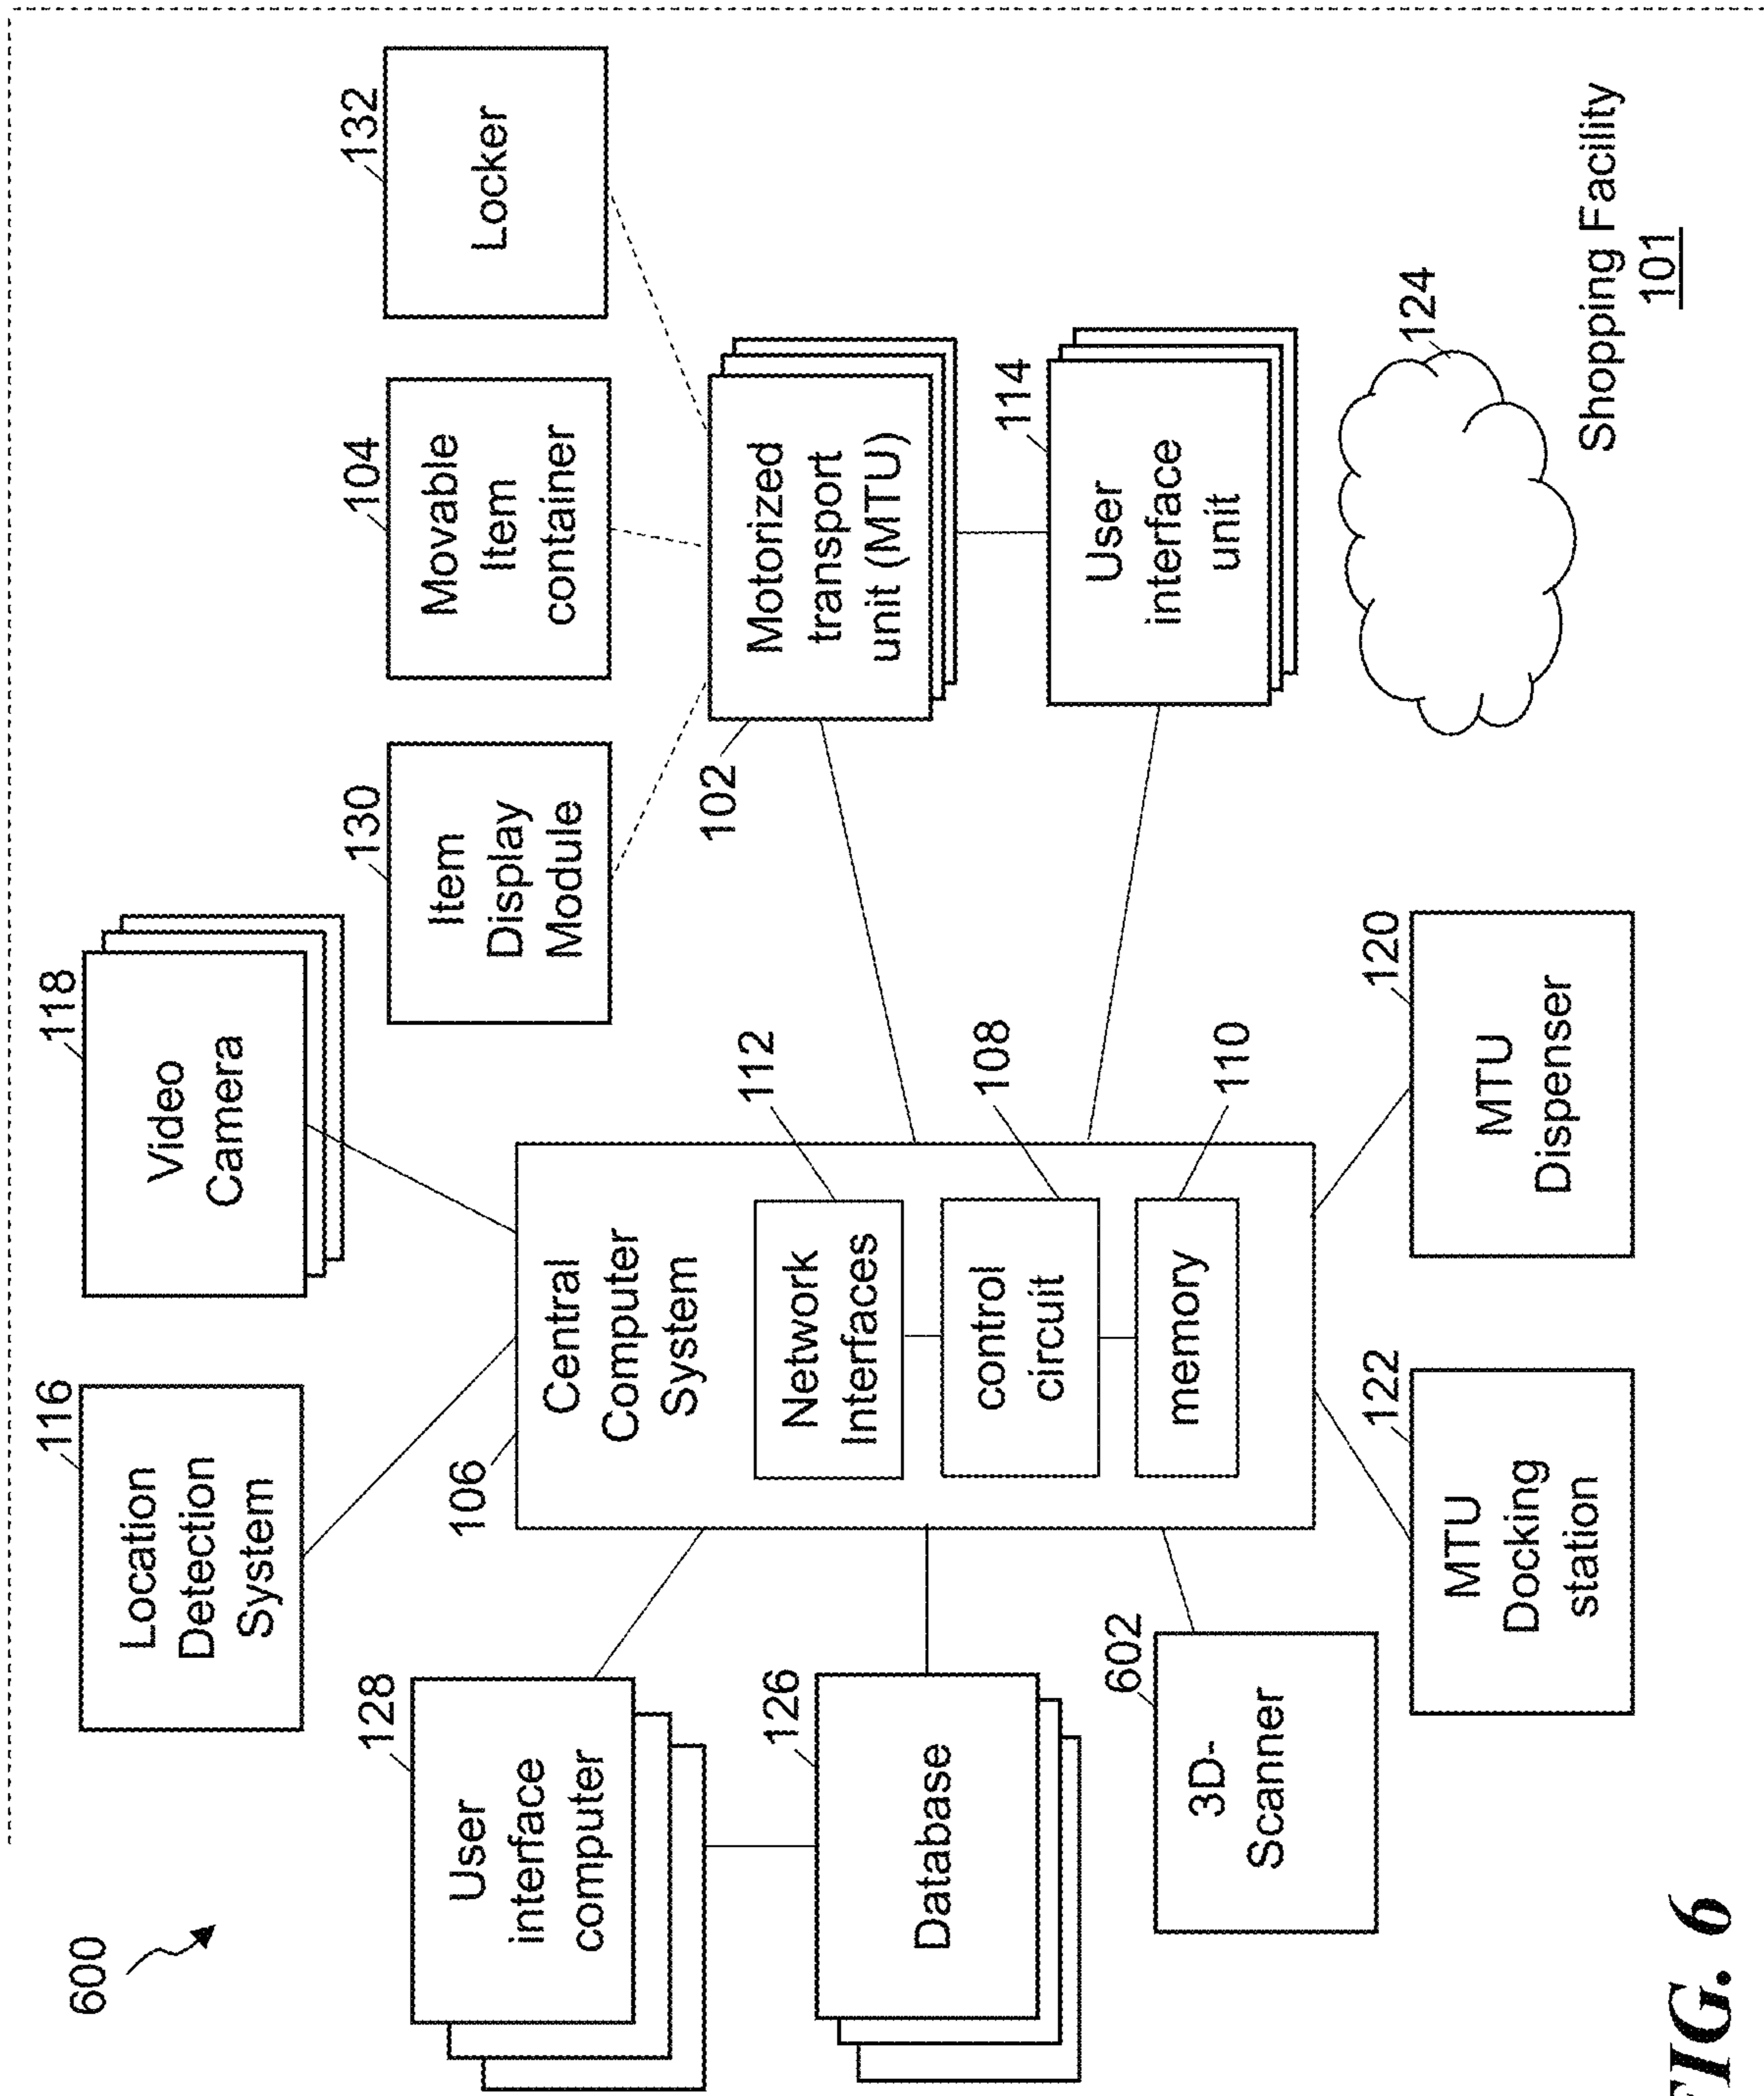 600
116
Location
Detection
System
118
Video
Camera
128
User
interface
computer
106
Central
Computer
System
130
Item
Display
Module
104
Movable
Item
container
132
Locker
112
Network
Interfaces
102
Motorized
transport
unit (MTU)
126
Database
108
control
circuit
114
User
interface
unit
110
memory
602
3D-
Scanner
122
MTU
Docking
station
120
MTU
Dispenser
124
Shopping Facility
101
FIG. 6